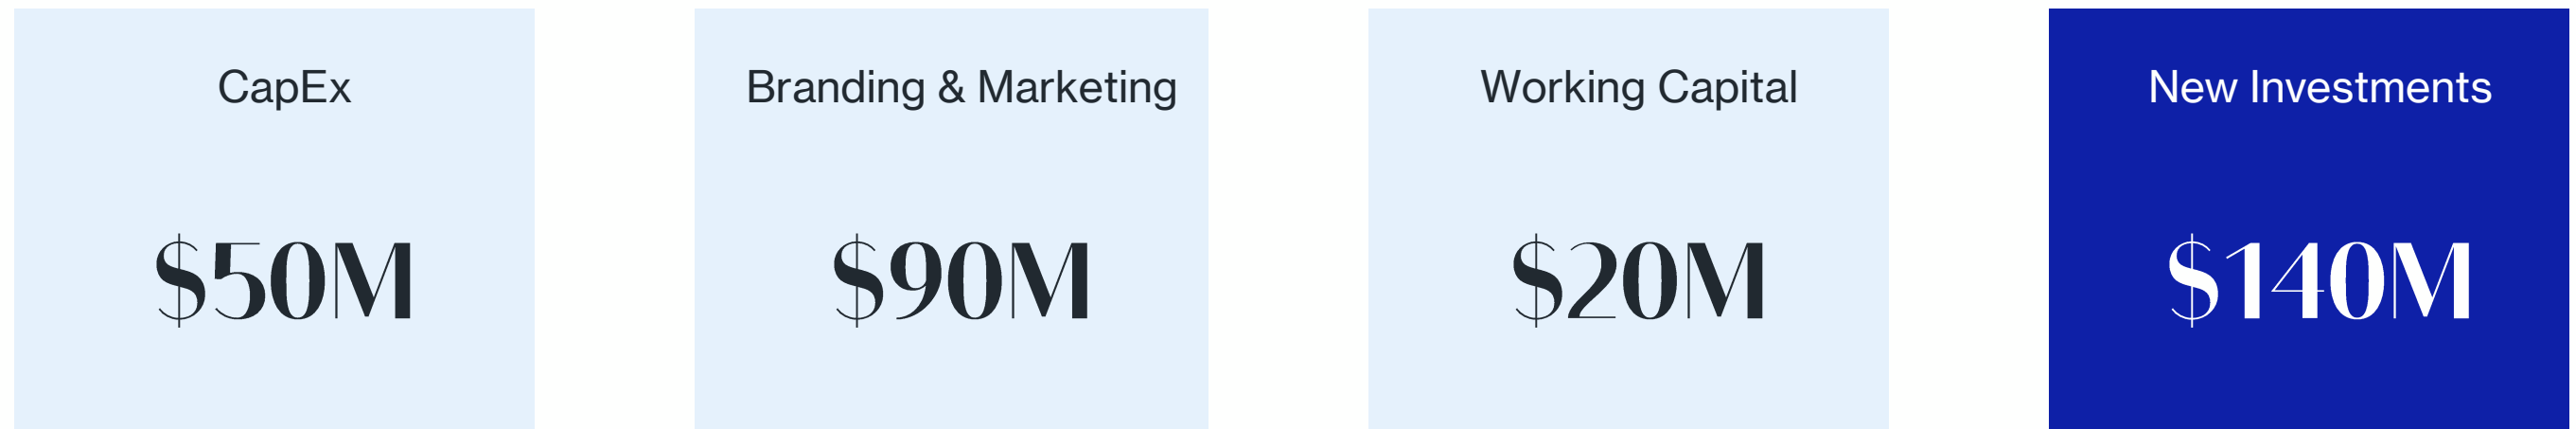 CapEx
$50M
Branding & Marketing
$90M
Working Capital
$20M
New Investments
$140M